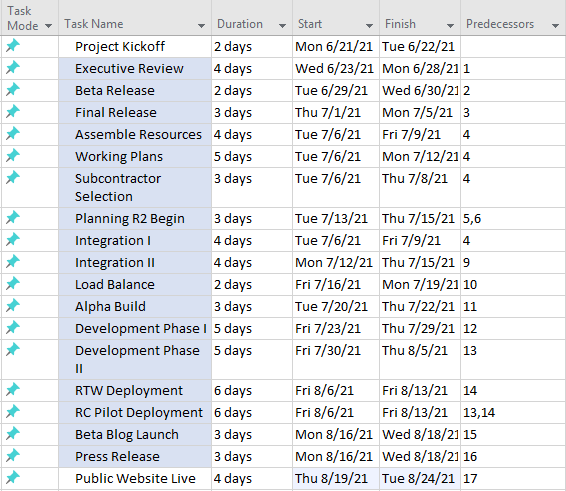 Task Mode Task Name Duration Start Finish Predecessors
Project Kickoff 2 days Mon 6/21/21 Tue 6/22/21
Executive Review 4 days Wed 6/23/21 Mon 6/28/21 1
Beta Release 2 days Tue 6/29/21 Wed 6/30/21 2
Final Release 3 days Thu 7/1/21 Mon 7/5/21 3
Assemble Resources 4 days Tue 7/6/21 Fri 7/9/21 4
Working Plans 5 days Tue 7/6/21 Mon 7/12/21 4
Subcontractor Selection 3 days Tue 7/6/21 Thu 7/8/21 4
Planning R2 Begin 3 days Tue 7/13/21 Thu 7/15/21 5,6
Integration I 4 days Tue 7/6/21 Fri 7/9/21 4
Integration II 4 days Mon 7/12/21 Thu 7/15/21 9
Load Balance 2 days Fri 7/16/21 Mon 7/19/21 10
Alpha Build 3 days Tue 7/20/21 Thu 7/22/21 11
Development Phase I 5 days Fri 7/23/21 Thu 7/29/21 12
Development Phase II 5 days Fri 7/30/21 Thu 8/5/21 13
RTW Deployment 6 days Fri 8/6/21 Fri 8/13/21 14
RC Pilot Deployment 6 days Fri 8/6/21 Fri 8/13/21 13,14
Beta Blog Launch 3 days Mon 8/16/21 Wed 8/18/21 15
Press Release 3 days Mon 8/16/21 Wed 8/18/21 16
Public Website Live 4 days Thu 8/19/21 Tue 8/24/21 17